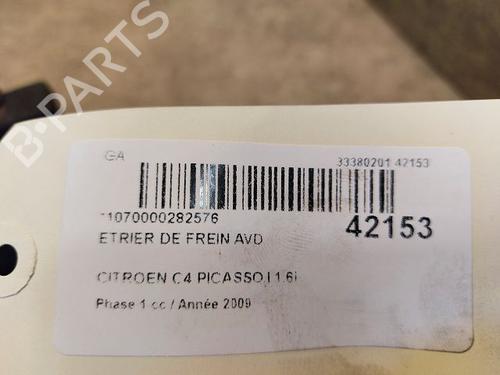 B-PARTS
GA
33380201 42153
11070000282576
42153
ETRIER DE FREIN AVD
CITROEN C4 PICASSO I 1.6i
Phase 1 cc / Année 2009